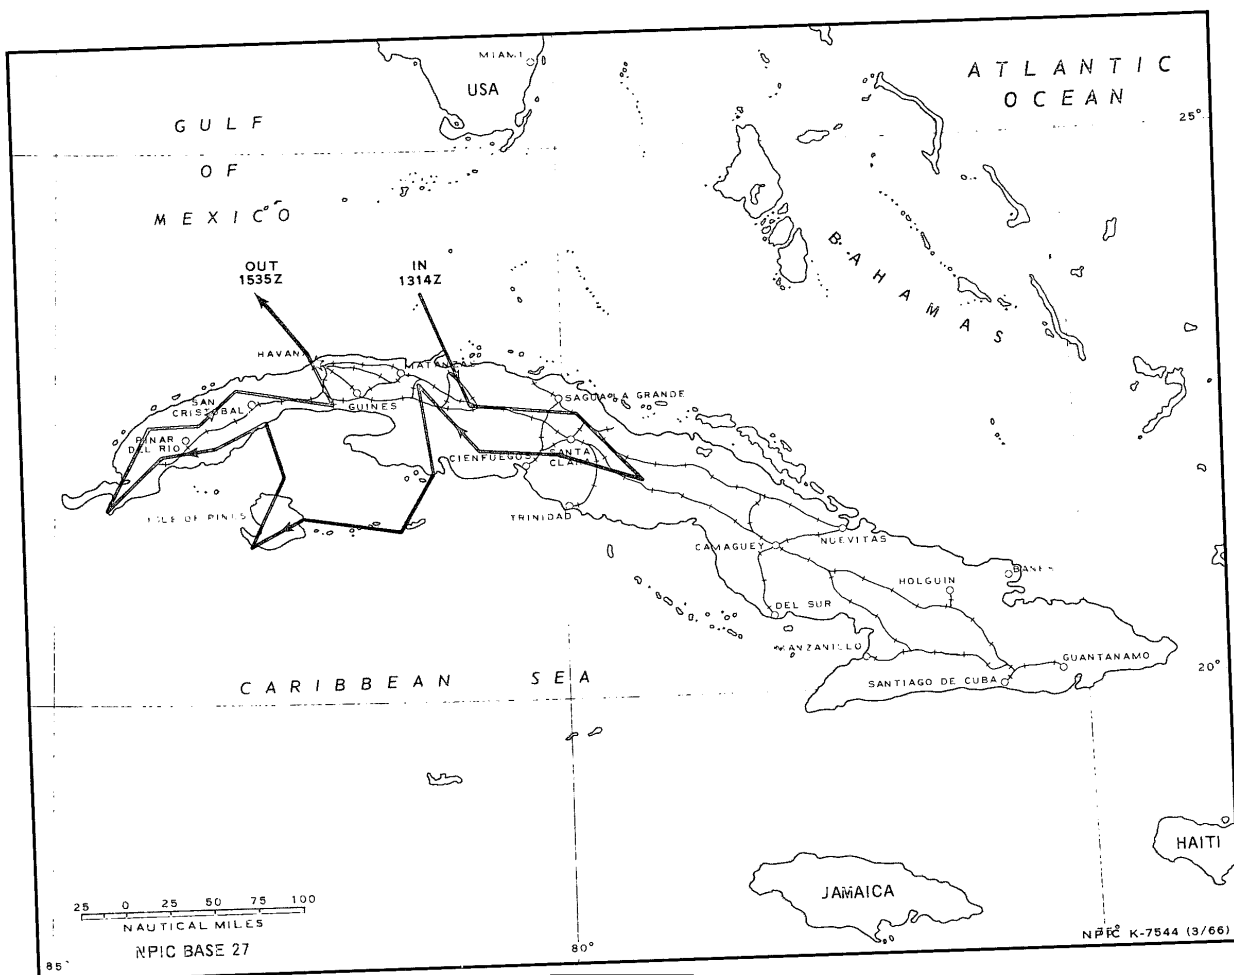 MIAMI
USA
ATLANTIC
OCEAN
25°
GULF
OF
MEXICO
BAHAMAS
OUT
1535Z
IN
1314Z
HAVANA
MATANZAS
SAN
CRISTOBAL
GUINES
SAGUA LA GRANDE
PINAR
DEL RIO
CIENFUEGOS
SANTA
CLARA
ISLE OF PINES
TRINIDAD
CAMAGUEY
NUEVITAS
BANES
HOLGUIN
DEL SUR
MANZANILLO
GUANTANAMO
20°
SANTIAGO DE CUBA
CARIBBEAN SEA
HAITI
JAMAICA
25 0 25 50 75 100
NAUTICAL MILES
NPIC BASE 27
85°
80°
75°
NPIC K-7544 (3/66)